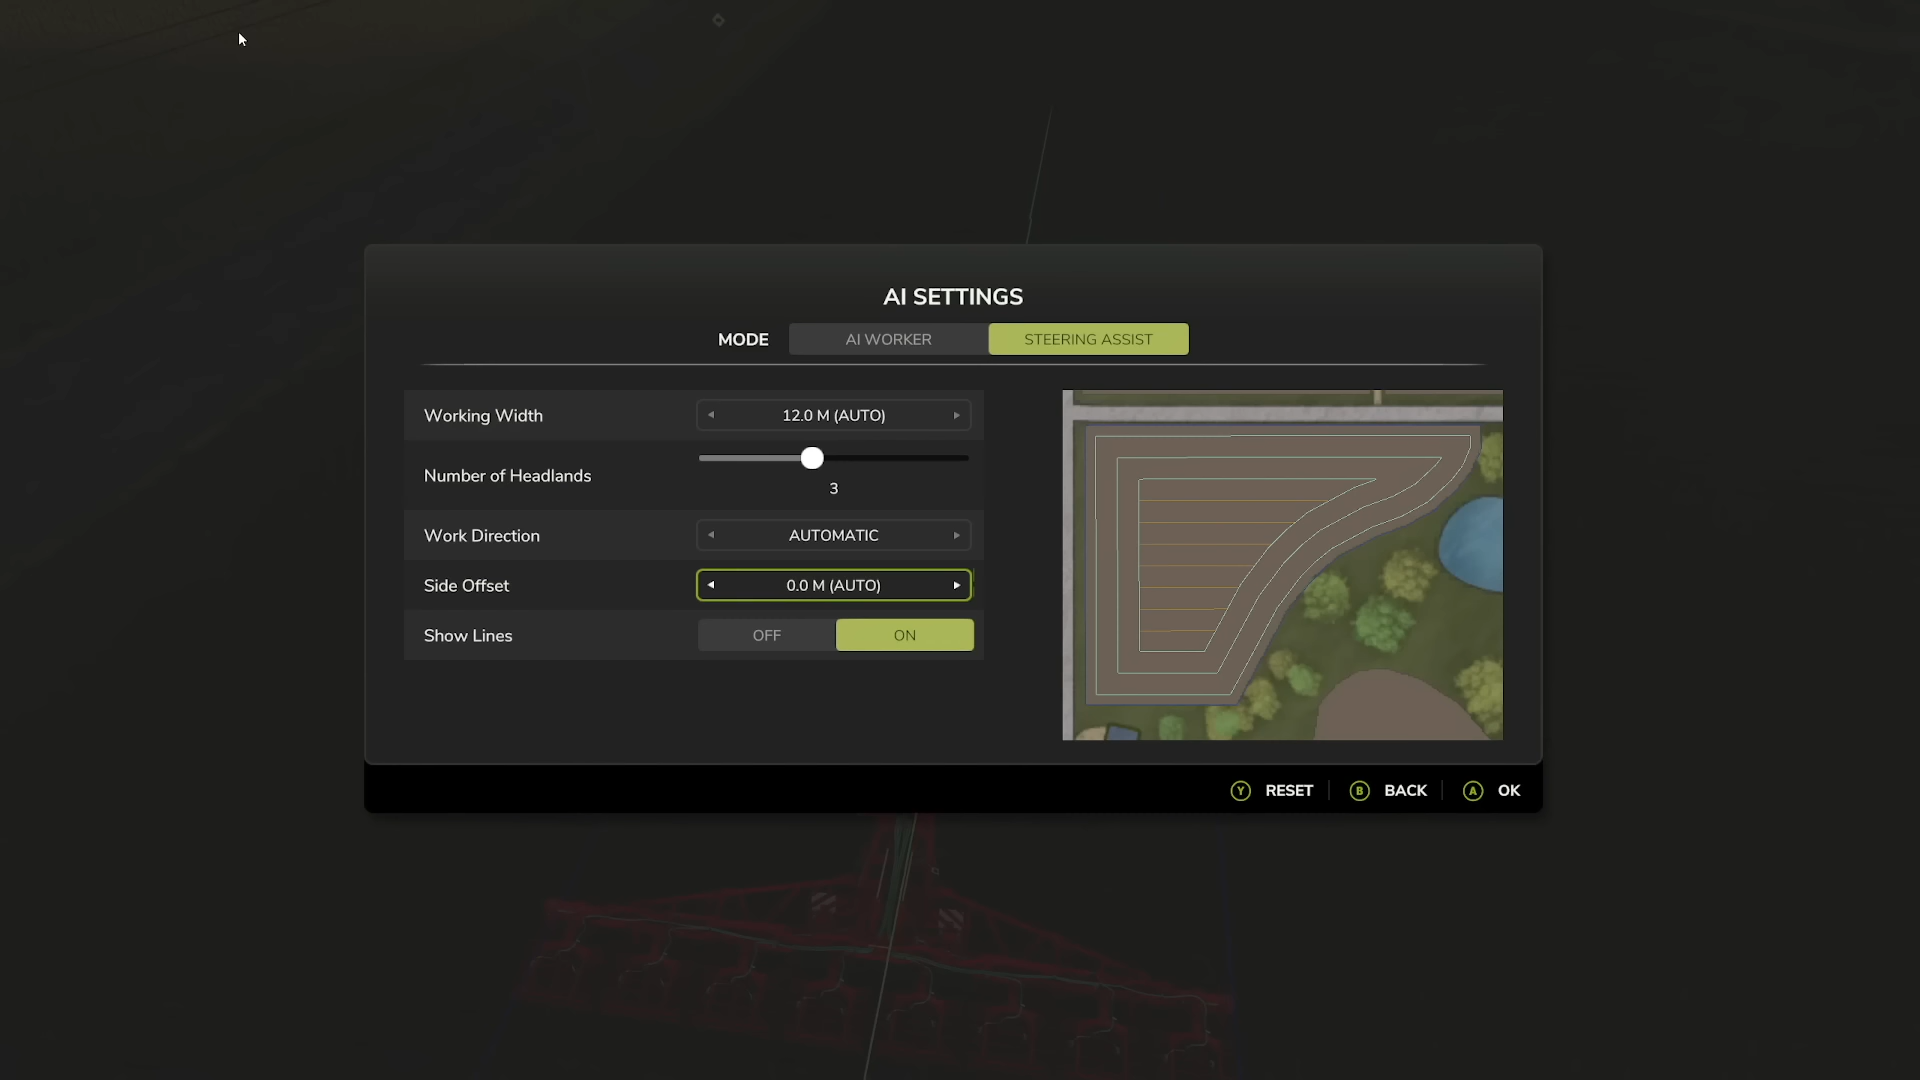 AI SETTINGS
MODE AI WORKER STEERING ASSIST
Working Width 12.0 M (AUTO)
Number of Headlands 3
Work Direction AUTOMATIC
Side Offset 0.0 M (AUTO)
Show Lines OFF ON
Y RESET B BACK A OK